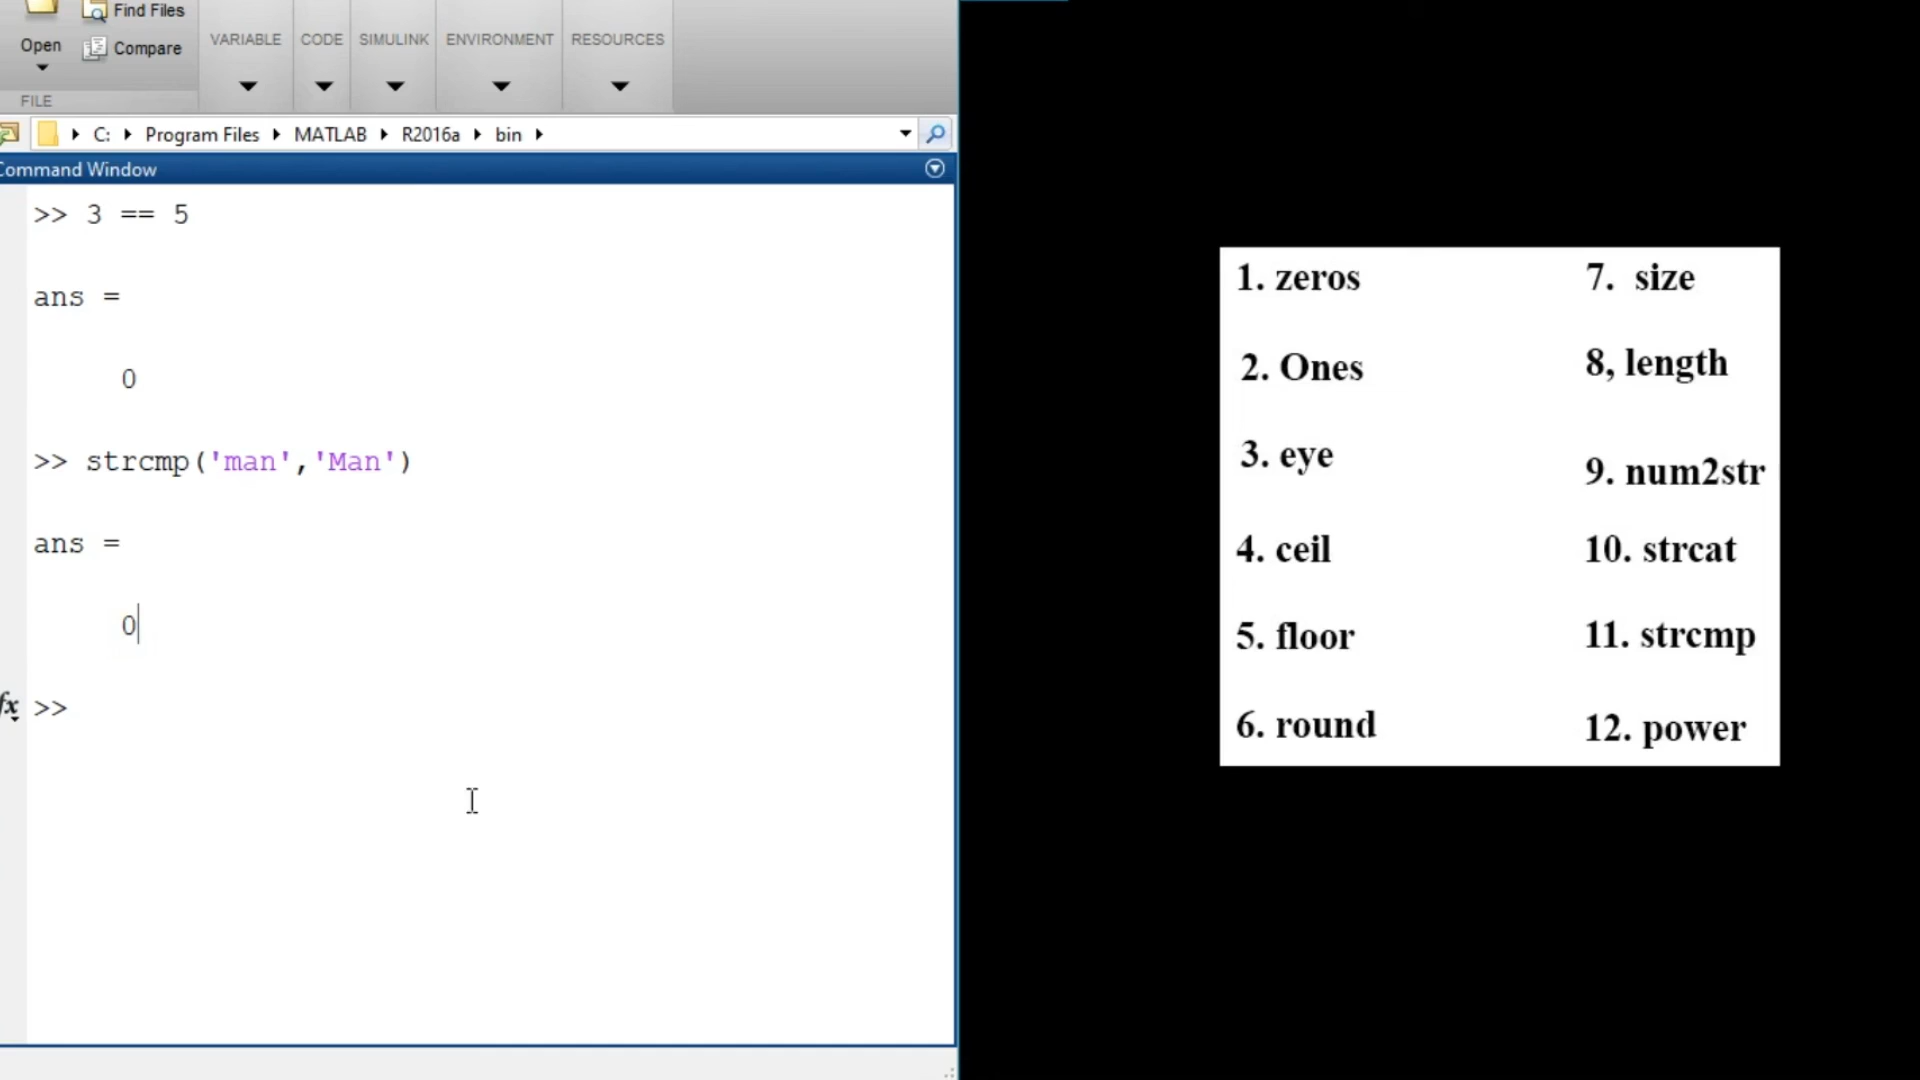 Find Files
Open
Compare
VARIABLE
CODE
SIMULINK
ENVIRONMENT
RESOURCES
FILE
C:
Program Files
MATLAB
R2016a
bin
Command Window
>> 3 == 5
ans =
0
>> strcmp('man','Man')
ans =
0
fx >>
1. zeros
2. Ones
3. eye
4. ceil
5. floor
6. round
7. size
8, length
9. num2str
10. strcat
11. strcmp
12. power